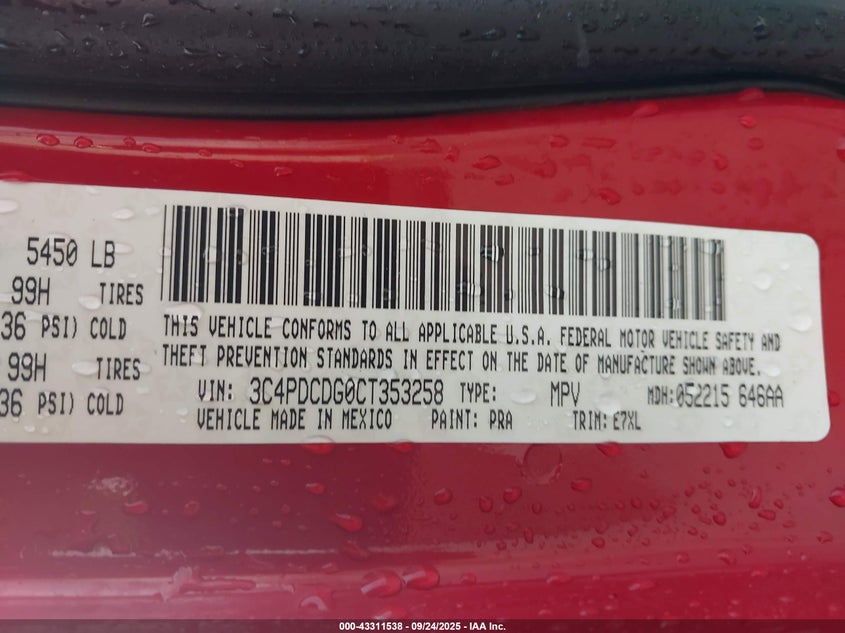 5450 LB
99H TIRES
36 PSI) COLD
99H TIRES
36 PSI) COLD
THIS VEHICLE CONFORMS TO ALL APPLICABLE U.S.A. FEDERAL MOTOR VEHICLE SAFETY AND
THEFT PREVENTION STANDARDS IN EFFECT ON THE DATE OF MANUFACTURE SHOWN ABOVE.
VIN: 3C4PDCDG0CT353258 TYPE: MPV MDH:052215 646AA
VEHICLE MADE IN MEXICO PAINT: PRA TRIM: E7XL
000-43311538 - 09/24/2025 - IAA Inc.